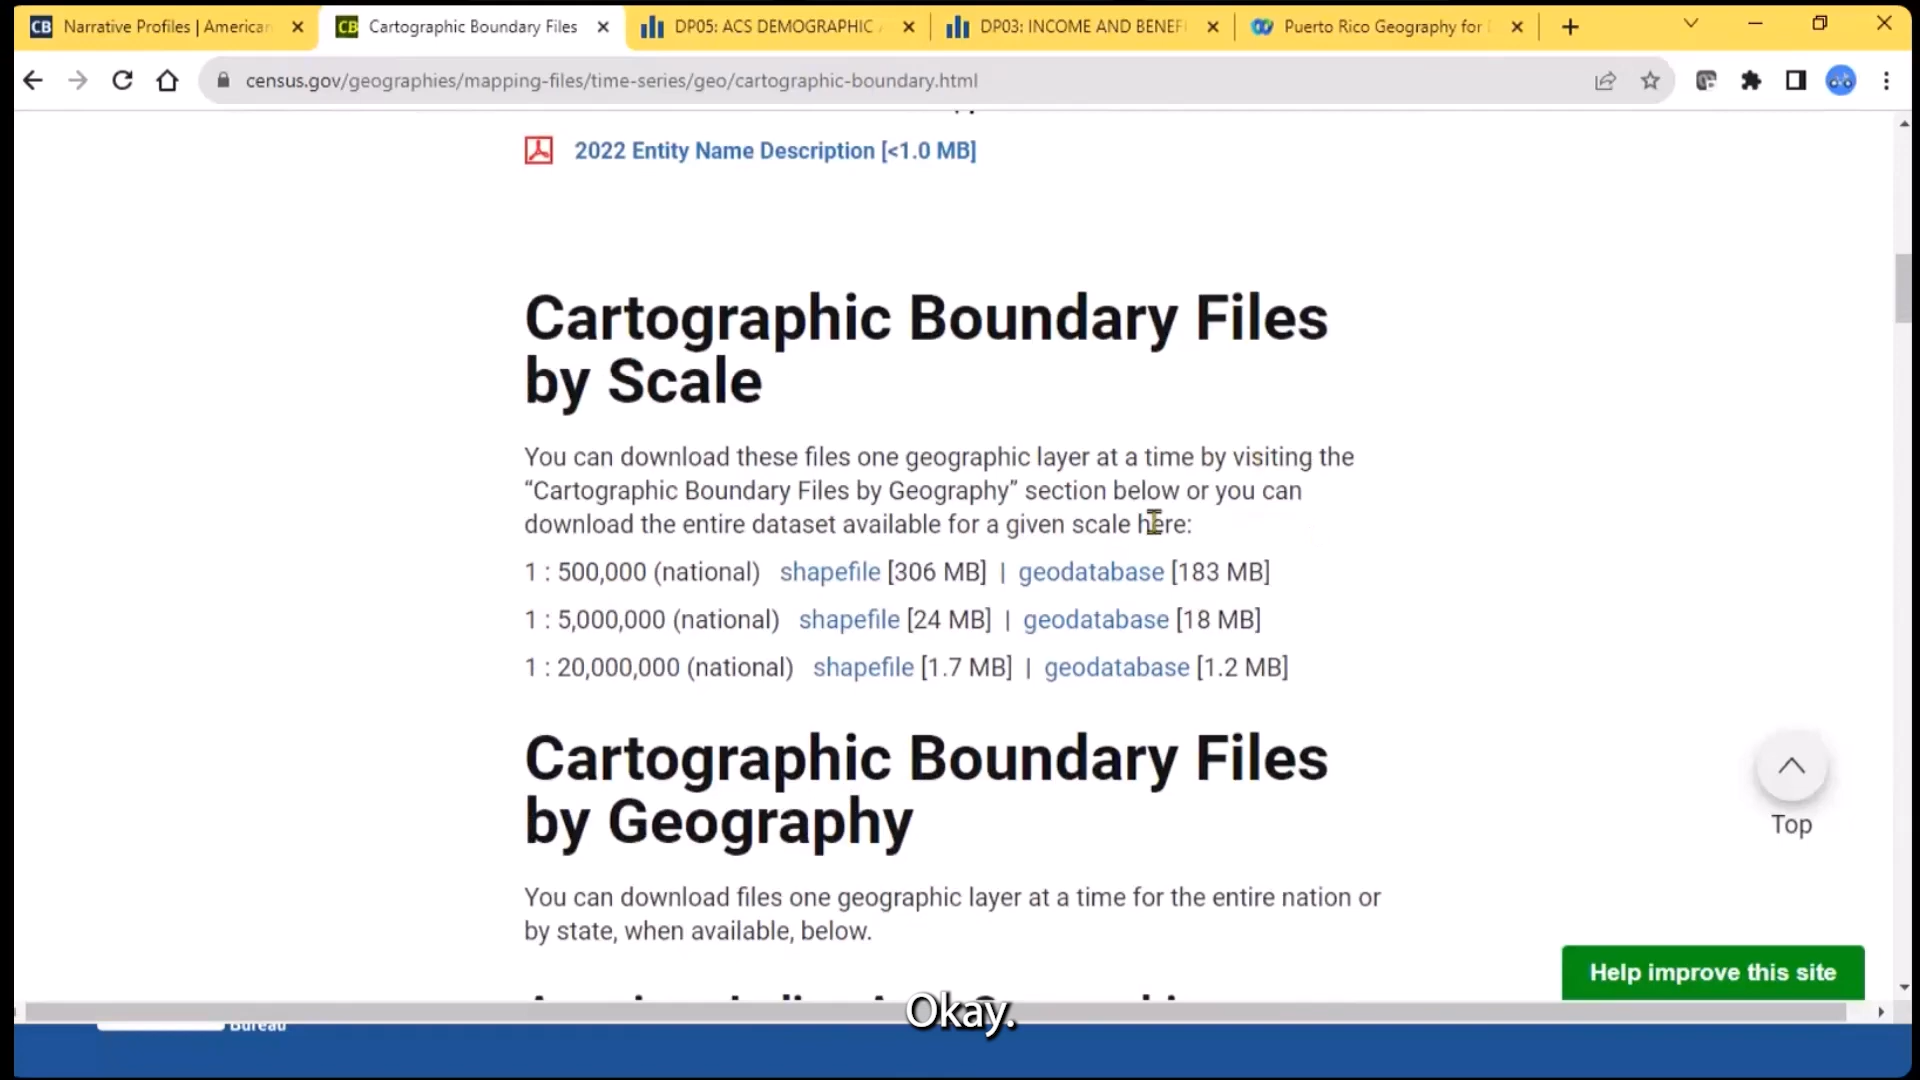 CB Narrative Profiles | American
CB Cartographic Boundary Files
DP05: ACS DEMOGRAPHIC
DP03: INCOME AND BENEF
Puerto Rico Geography for
census.gov/geographies/mapping-files/time-series/geo/cartographic-boundary.html
2022 Entity Name Description [<1.0 MB]
Cartographic Boundary Files
by Scale
You can download these files one geographic layer at a time by visiting the
“Cartographic Boundary Files by Geography” section below or you can
download the entire dataset available for a given scale here:
1 : 500,000 (national) shapefile [306 MB] | geodatabase [183 MB]
1 : 5,000,000 (national) shapefile [24 MB] | geodatabase [18 MB]
1 : 20,000,000 (national) shapefile [1.7 MB] | geodatabase [1.2 MB]
Cartographic Boundary Files
by Geography
Top
You can download files one geographic layer at a time for the entire nation or
by state, when available, below.
Help improve this site
Okay.
Bureau